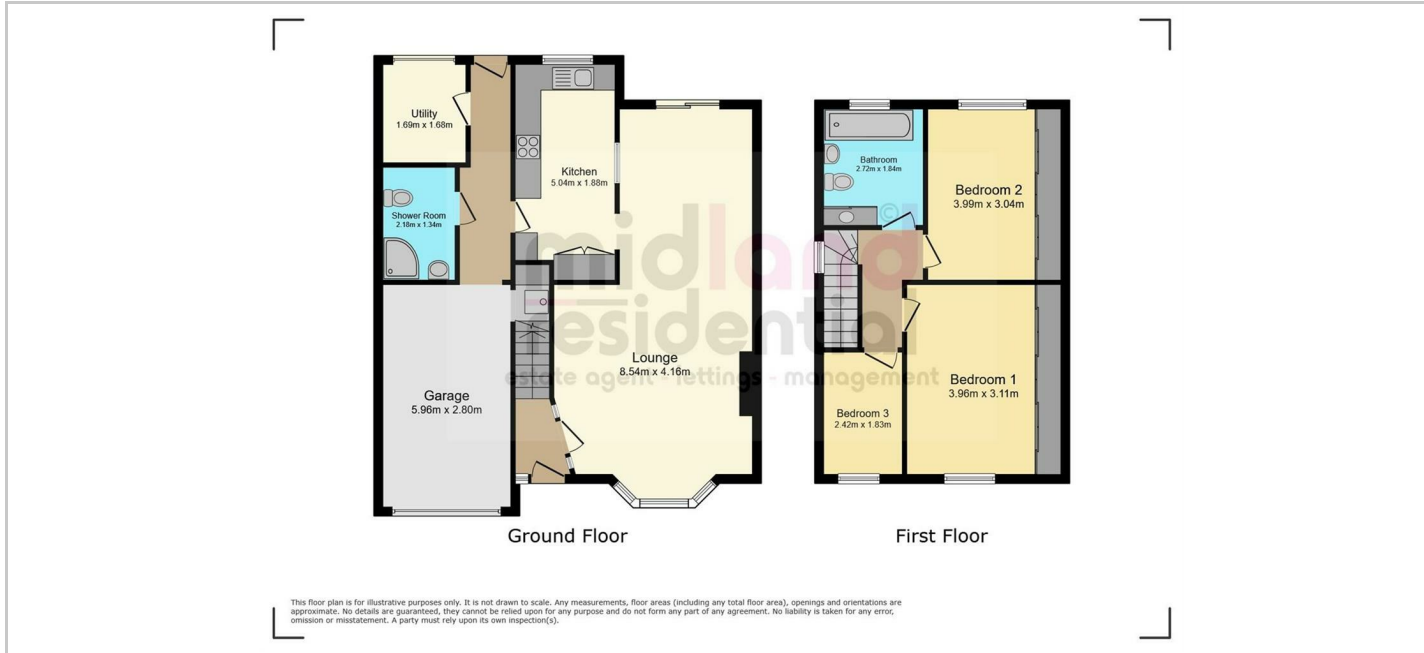 Utility
1.69m x 1.68m
Kitchen
5.04m x 1.88m
Shower Room
2.18m x 1.34m
Garage
5.96m x 2.80m
Lounge
8.54m x 4.16m
Ground Floor
Bathroom
2.72m x 1.84m
Bedroom 2
3.99m x 3.04m
Bedroom 1
3.96m x 3.11m
Bedroom 3
2.42m x 1.83m
First Floor
midland
©
residential
estate agent - lettings - management
This floor plan is for illustrative purposes only. It is not drawn to scale. Any measurements, floor areas (including any total floor area), openings and orientations are
approximate. No details are guaranteed, they cannot be relied upon for any purpose and do not form any part of any agreement. No liability is taken for any error,
omission or misstatement. A party must rely upon its own inspection(s).